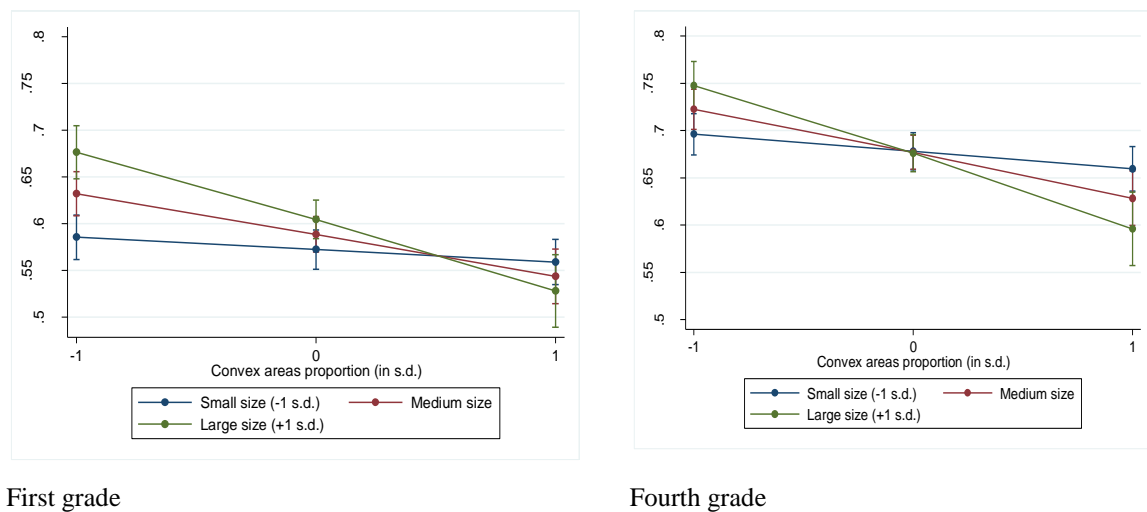 .8
.75
.7
.65
.6
.55
.5
-1 0 1
Convex areas proportion (in s.d.)
Small size (-1 s.d.) Medium size
Large size (+1 s.d.)
First grade
.8
.75
.7
.65
.6
.55
.5
-1 0 1
Convex areas proportion (in s.d.)
Small size (-1 s.d.) Medium size
Large size (+1 s.d.)
Fourth grade